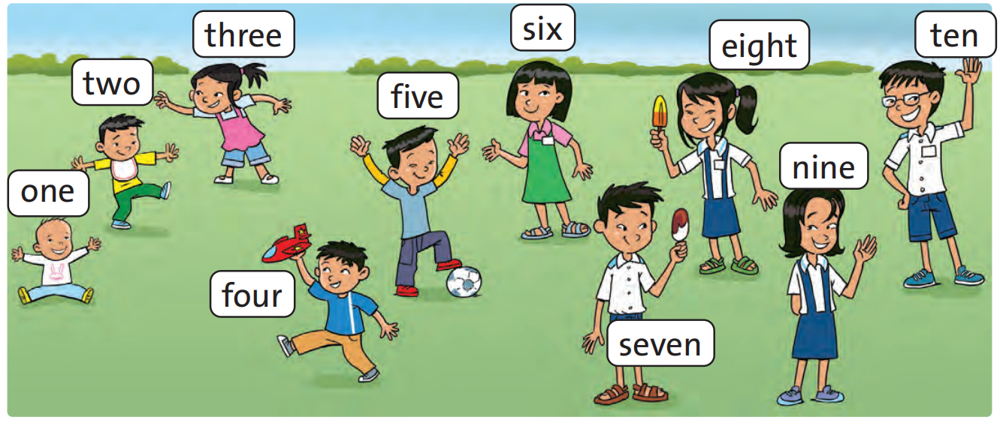 one
two
three
four
five
six
seven
eight
nine
ten